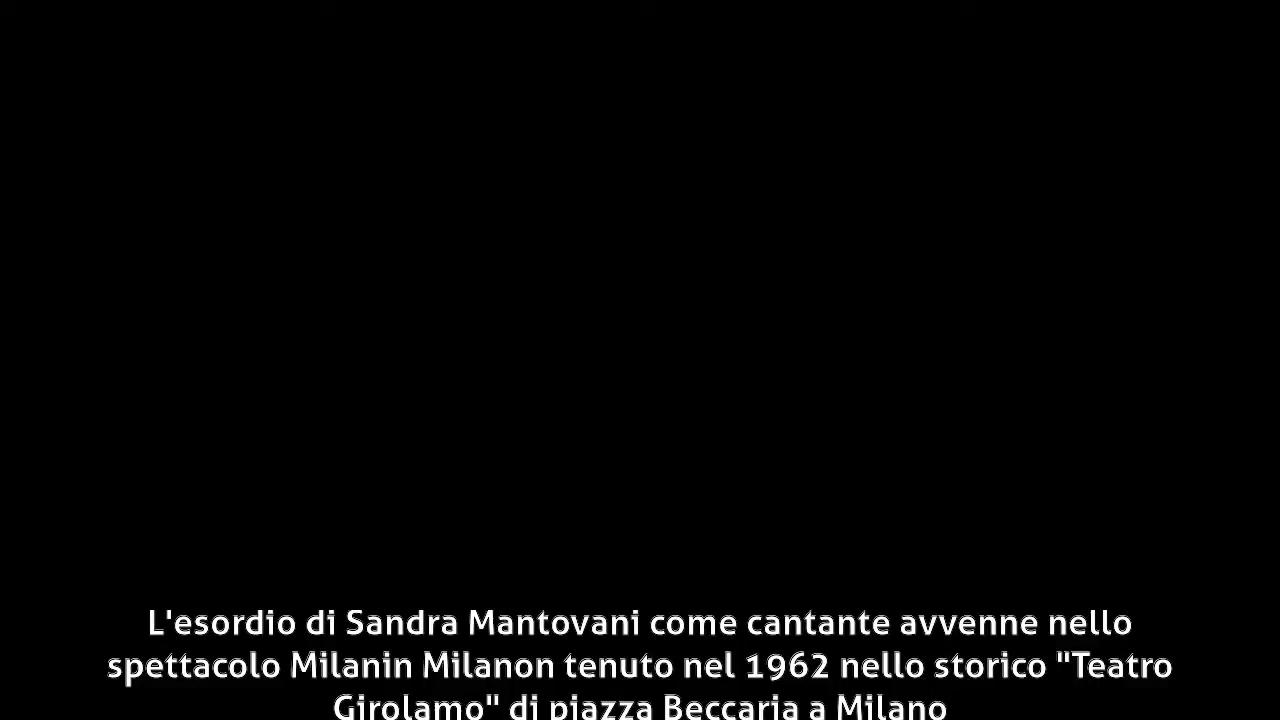 L'esordio di Sandra Mantovani come cantante avvenne nello
spettacolo Milanin Milanon tenuto nel 1962 nello storico "Teatro
Girolamo" di piazza Beccaria a Milano